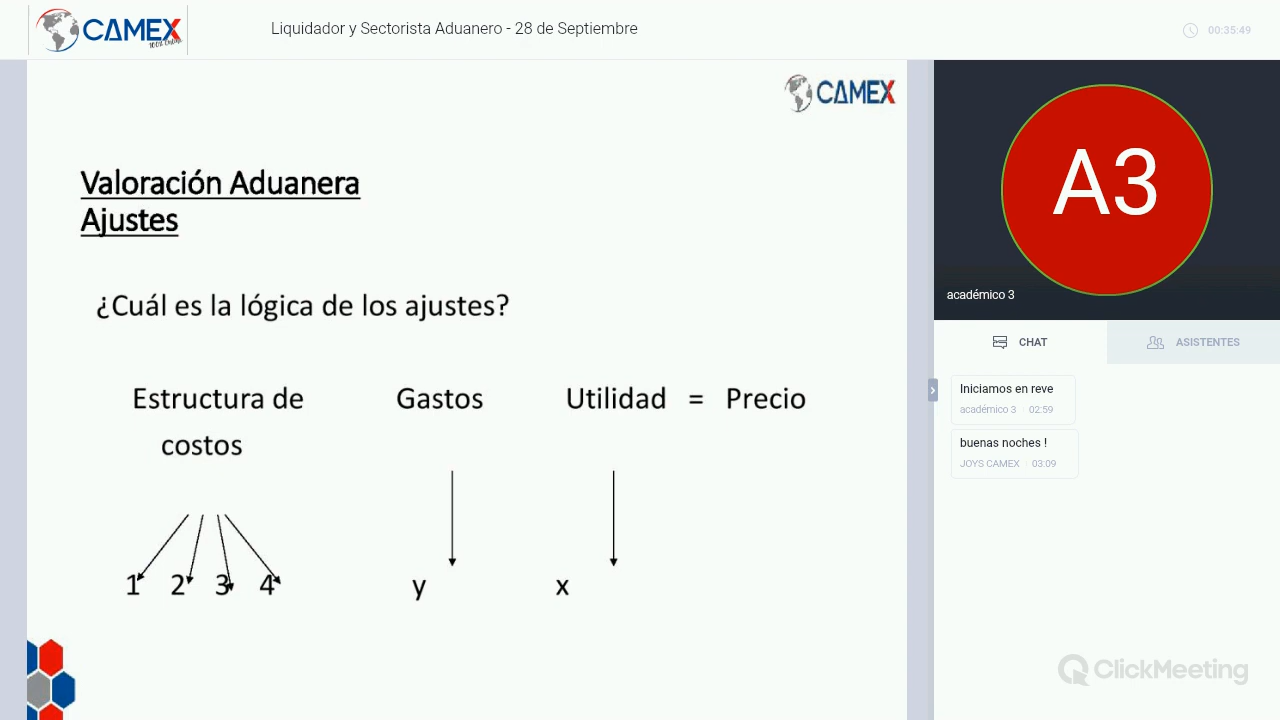 CAMEX
100% Online
Liquidador y Sectorista Aduanero - 28 de Septiembre
00:35:49
CAMEX
Valoración Aduanera
Ajustes
¿Cuál es la lógica de los ajustes?
Estructura de Gastos Utilidad = Precio
costos
1 2 3 4 y x
A3
académico 3
CHAT ASISTENTES
Iniciamos en reve
académico 3 02:59
buenas noches !
JOYS CAMEX 03:09
ClickMeeting